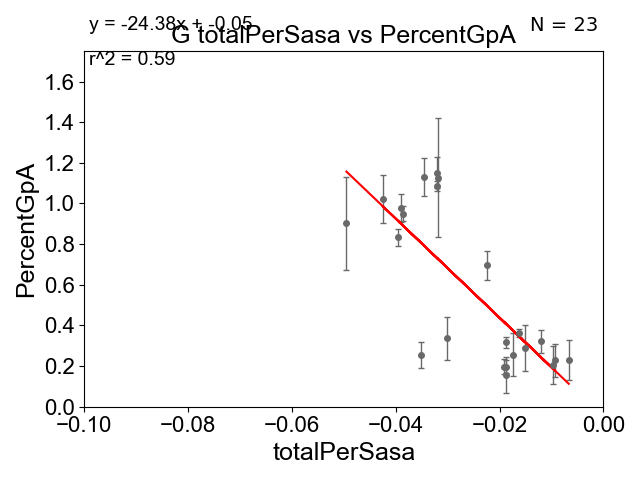 y = -24.38x + -0.05
G totalPerSasa vs PercentGpA
N = 23
r^2 = 0.59
PercentGpA
1.6
1.4
1.2
1.0
0.8
0.6
0.4
0.2
0.0
−0.10
−0.08
−0.06
−0.04
−0.02
0.00
totalPerSasa